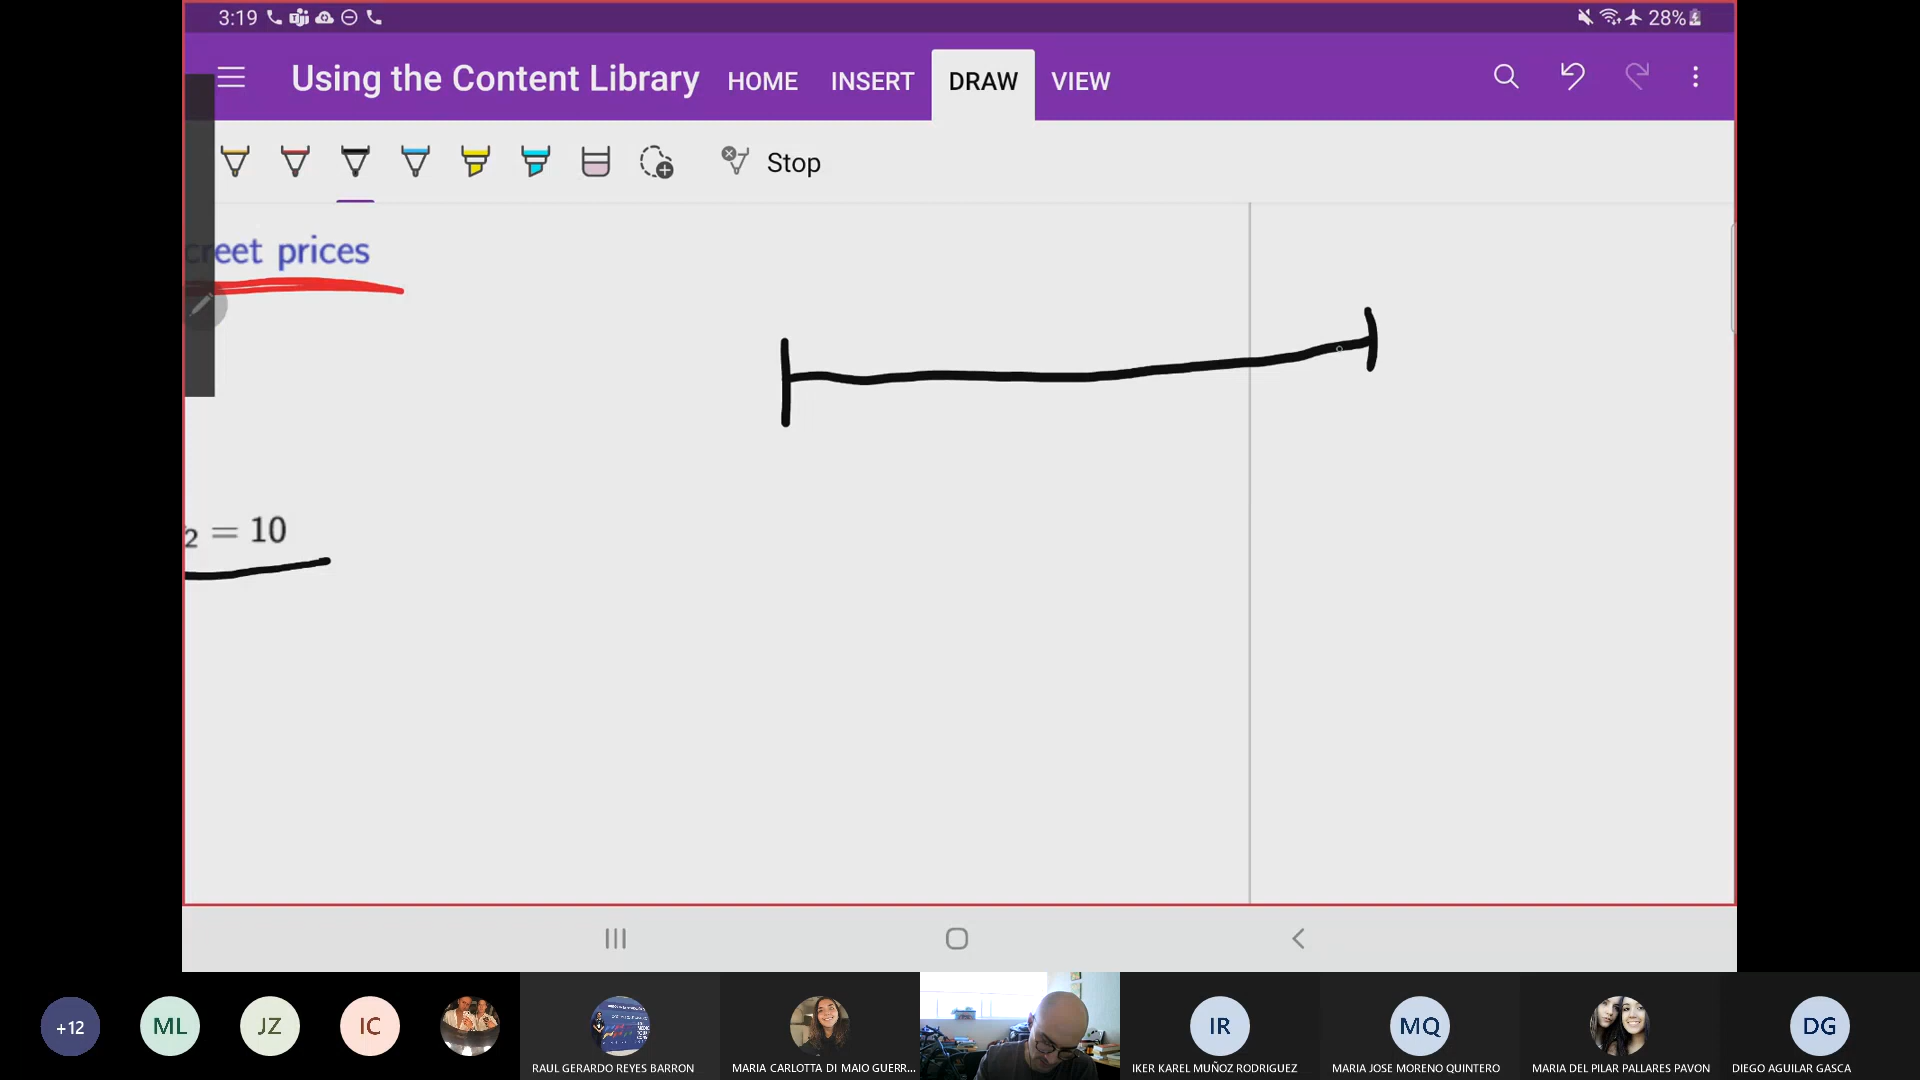 3:19 28%
Using the Content Library HOME INSERT DRAW VIEW
Stop
creet prices
2 = 10
+12 ML JZ IC IR MQ DG
RAUL GERARDO REYES BARRON MARIA CARLOTTA DI MAIO GUERR... IKER KAREL MUÑOZ RODRIGUEZ MARIA JOSE MORENO QUINTERO MARIA DEL PILAR PALLARES PAVON DIEGO AGUILAR GASCA